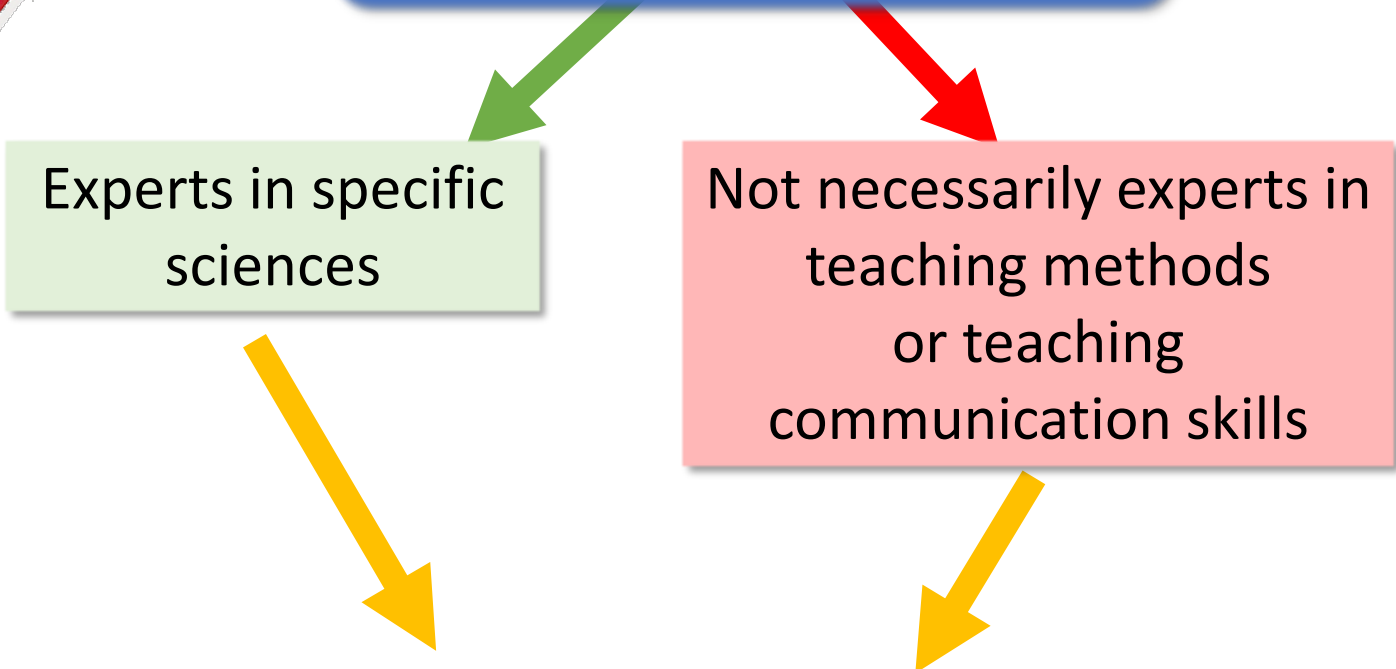 Experts in specific
sciences
Not necessarily experts in
teaching methods
or teaching
communication skills